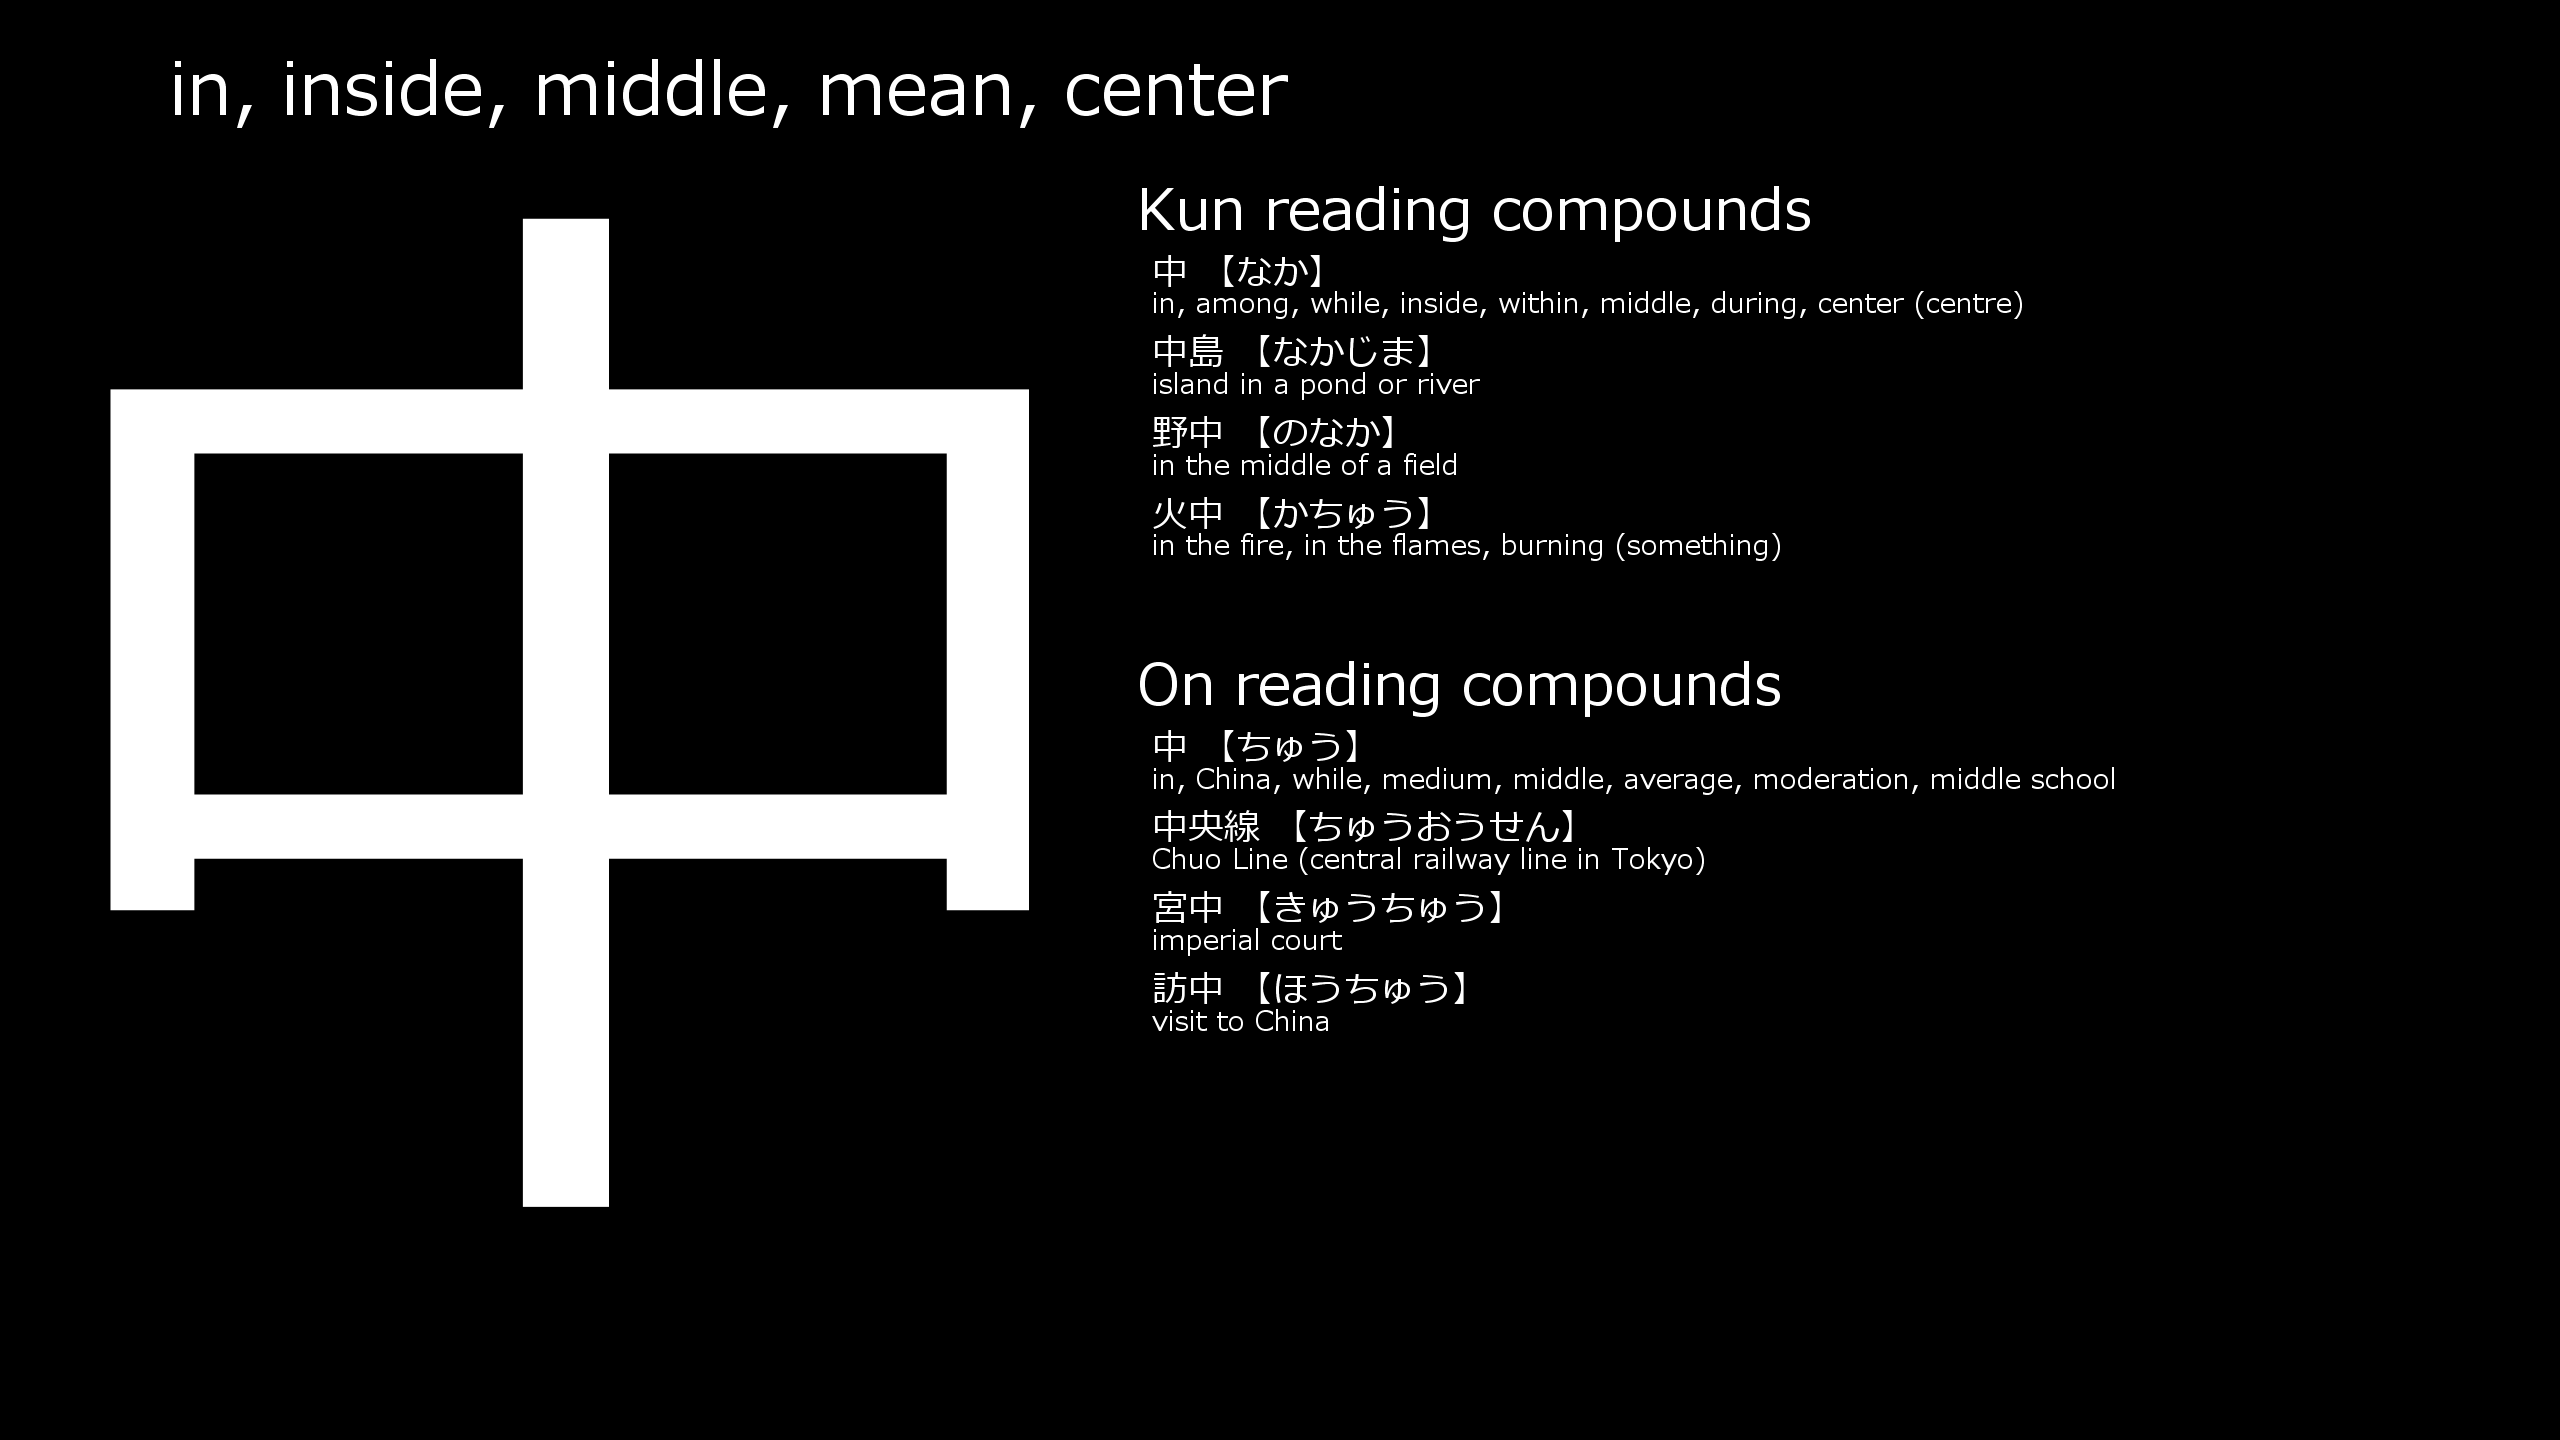 in, inside, middle, mean, center
中
Kun reading compounds
中 【なか】
in, among, while, inside, within, middle, during, center (centre)
中島 【なかじま】
island in a pond or river
野中 【のなか】
in the middle of a field
火中 【かちゅう】
in the fire, in the flames, burning (something)
On reading compounds
中 【ちゅう】
in, China, while, medium, middle, average, moderation, middle school
中央線 【ちゅうおうせん】
Chuo Line (central railway line in Tokyo)
宮中 【きゅうちゅう】
imperial court
訪中 【ほうちゅう】
visit to China